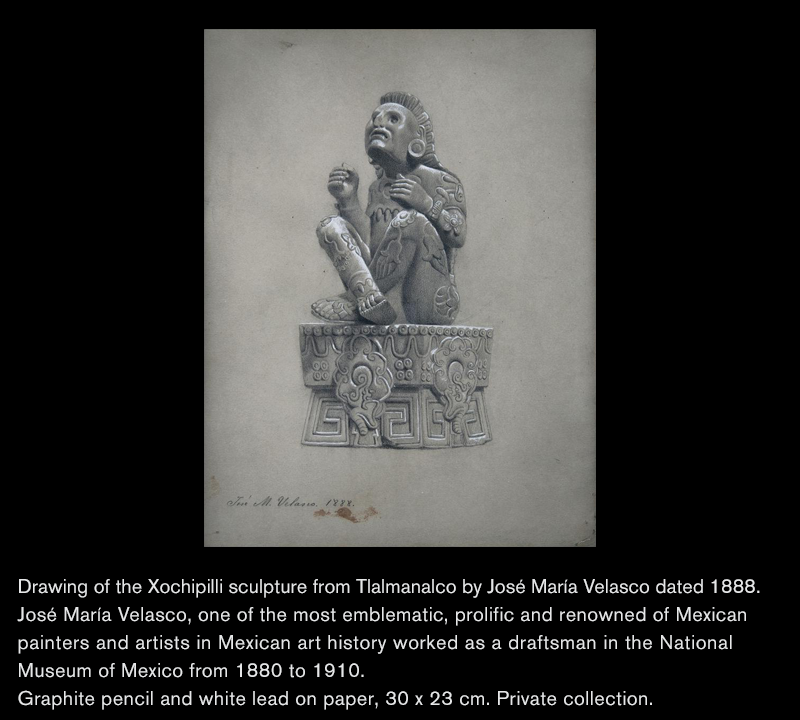 José M. Velasco. 1888.
Drawing of the Xochipilli sculpture from Tlalmanalco by José María Velasco dated 1888.
José María Velasco, one of the most emblematic, prolific and renowned of Mexican
painters and artists in Mexican art history worked as a draftsman in the National
Museum of Mexico from 1880 to 1910.
Graphite pencil and white lead on paper, 30 x 23 cm. Private collection.